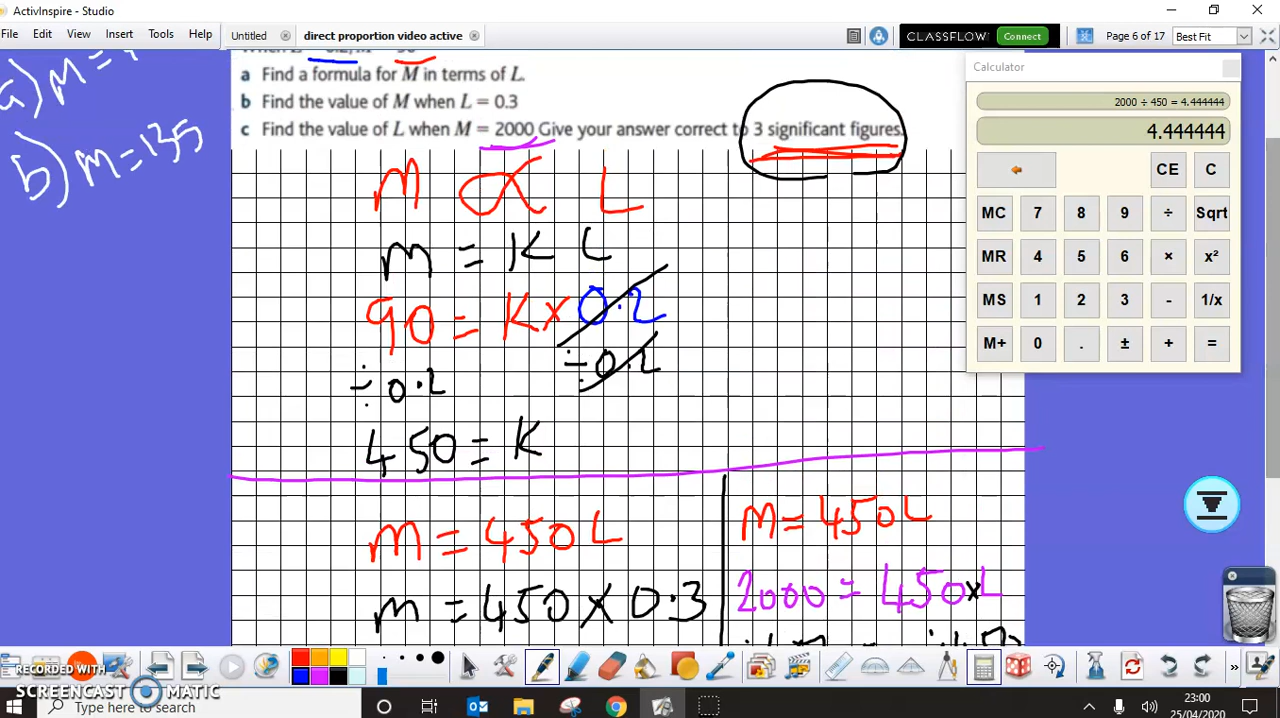 ActivInspire - Studio
File Edit View Insert Tools Help Untitled direct proportion video active CLASSFLOW Connect Page 6 of 17 Best Fit
a) M =
b) M = 135
a Find a formula for M in terms of L.
b Find the value of M when L = 0.3
c Find the value of L when M = 2000 Give your answer correct to 3 significant figures.
M ∝ L
M = K L
90 = K × 0.2
÷ 0.2 ÷ 0.2
450 = K
M = 450 L
M = 450 × 0.3
M = 450 L
2000 = 450 × L
Calculator
2000 ÷ 450 = 4.444444
4.444444
CE C
MC 7 8 9 ÷ Sqrt
MR 4 5 6 × x²
MS 1 2 3 - 1/x
M+ 0 . ± + =
RECORDED WITH
SCREENCAST MATIC
Type here to search
23:00
25/04/2020